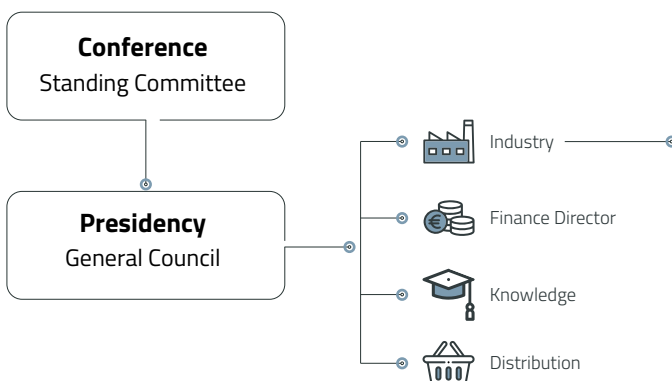 Conference
Standing Committee
Presidency
General Council
Industry
Finance Director
Knowledge
Distribution